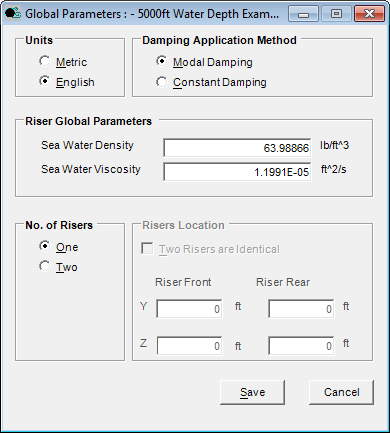 Global Parameters : - 5000ft Water Depth Exam...
Units
Metric
English
Damping Application Method
Modal Damping
Constant Damping
Riser Global Parameters
Sea Water Density 63.98866 lb/ft^3
Sea Water Viscosity 1.1991E-05 ft^2/s
No. of Risers
One
Two
Risers Location
Two Risers are Identical
Riser Front Riser Rear
Y 0 ft 0 ft
Z 0 ft 0 ft
Save Cancel